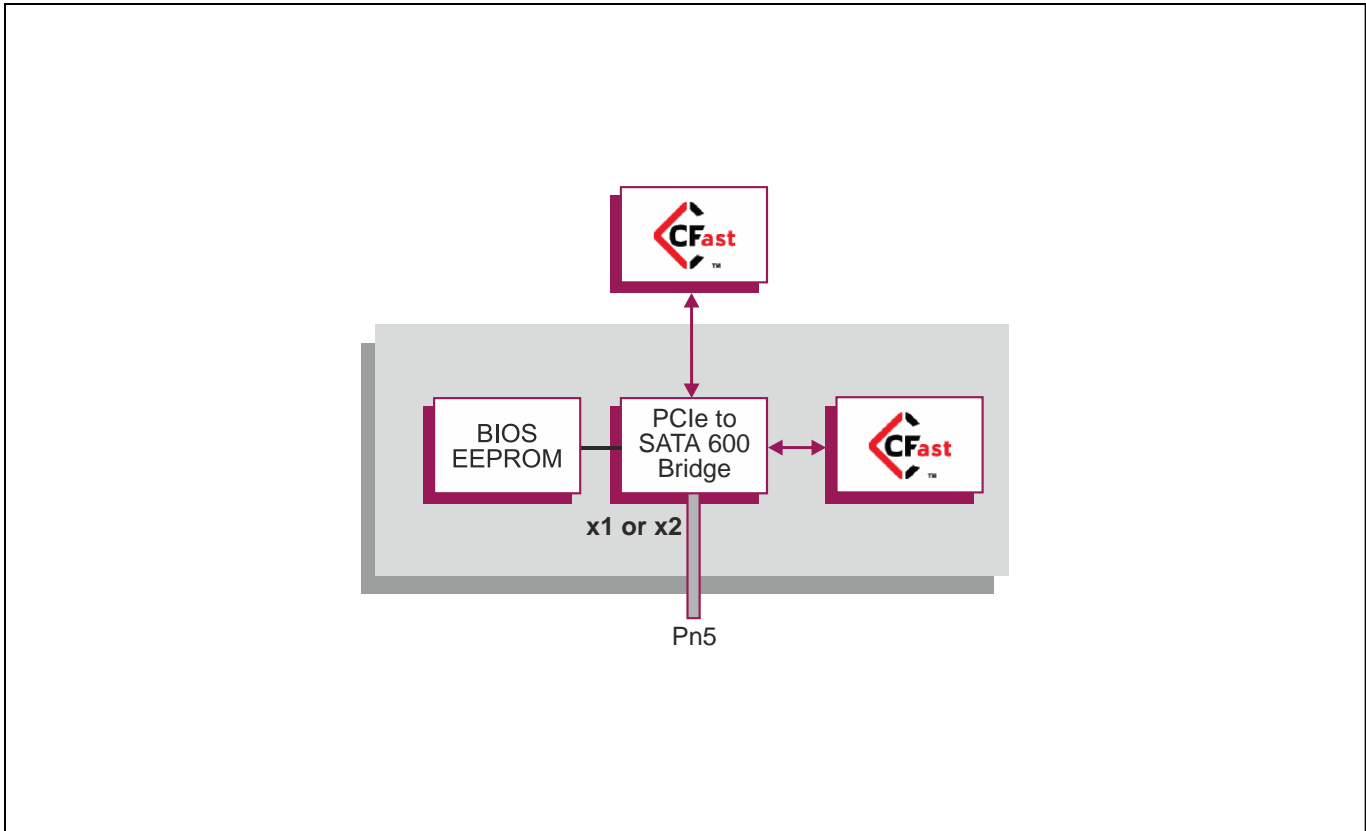 CFast
TM
BIOS
EEPROM
PCIe to
SATA 600
Bridge
CFast
TM
x1 or x2
Pn5